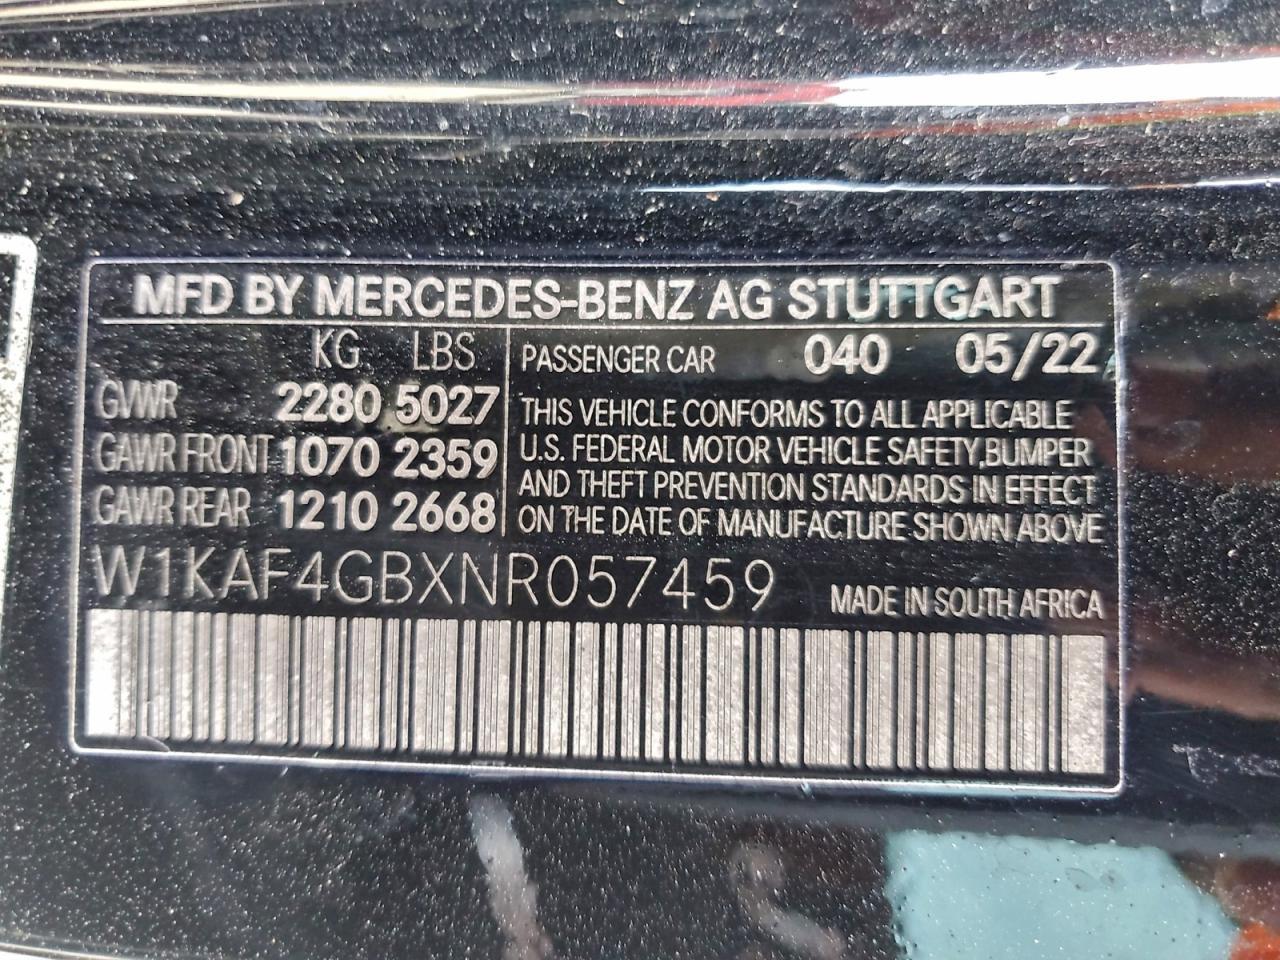 MFD BY MERCEDES-BENZ AG STUTTGART
KG LBS
GVWR 2280 5027
GAWR FRONT 1070 2359
GAWR REAR 1210 2668
PASSENGER CAR 040 05/22
THIS VEHICLE CONFORMS TO ALL APPLICABLE
U.S. FEDERAL MOTOR VEHICLE SAFETY,BUMPER
AND THEFT PREVENTION STANDARDS IN EFFECT
ON THE DATE OF MANUFACTURE SHOWN ABOVE
W1KAF4GBXNR057459
MADE IN SOUTH AFRICA